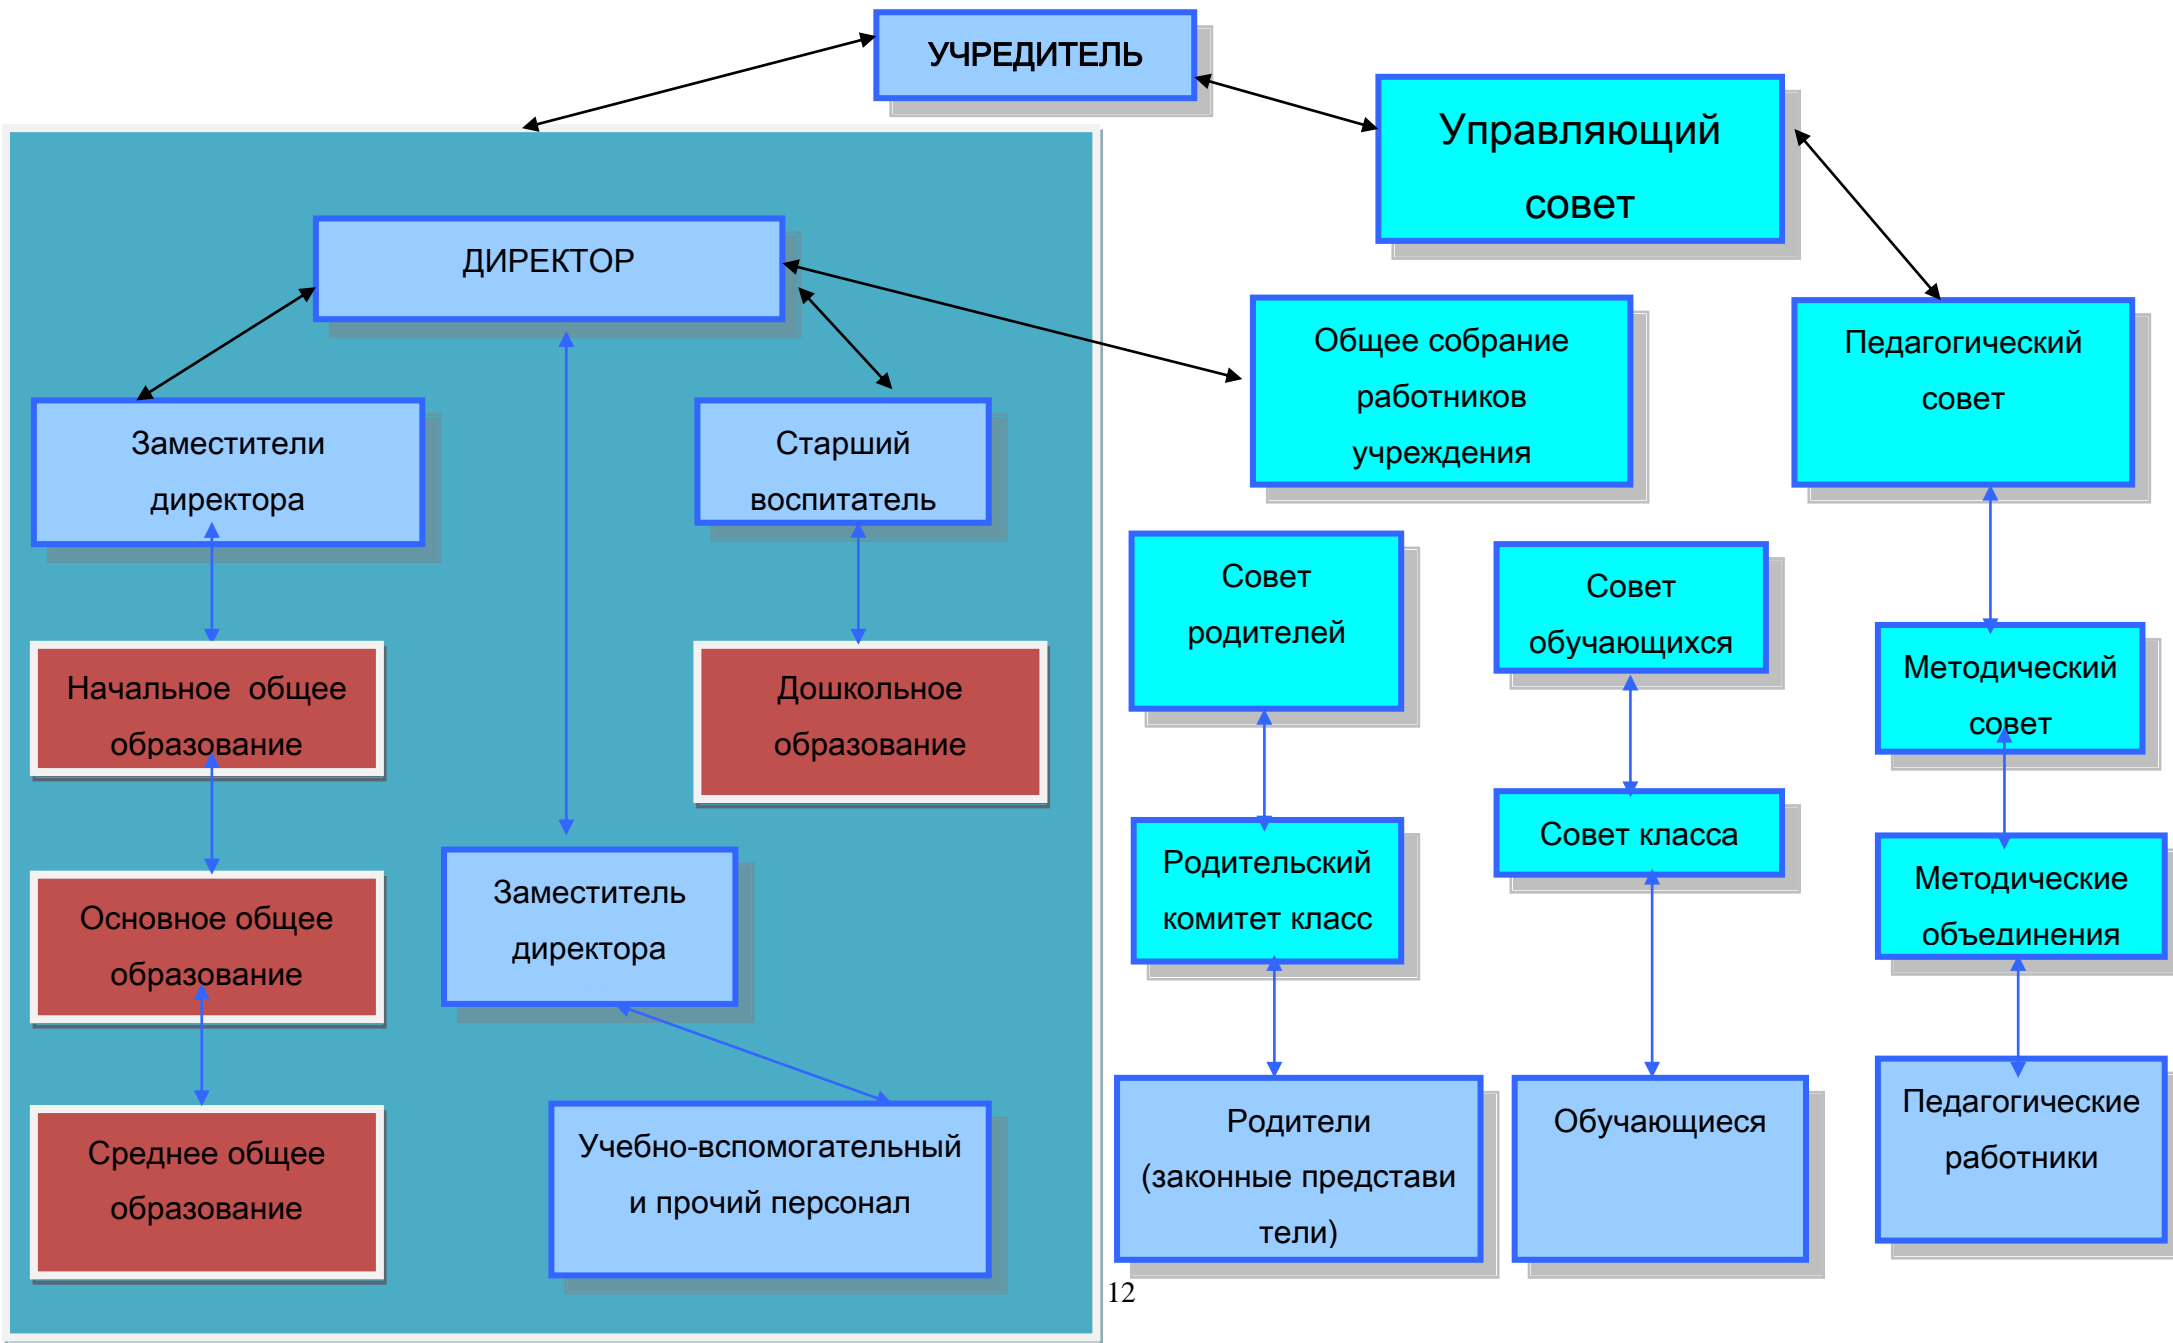 УЧРЕДИТЕЛЬ
Управляющий
совет
ДИРЕКТОР
Общее собрание
работников
учреждения
Педагогический
совет
Заместители
директора
Старший
воспитатель
Совет
родителей
Совет
обучающихся
Методический
совет
Начальное общее
образование
Дошкольное
образование
Совет класса
Родительский
комитет класс
Методические
объединения
Основное общее
образование
Заместитель
директора
Среднее общее
образование
Учебно-вспомогательный
и прочий персонал
Родители
(законные представи
тели)
Обучающиеся
Педагогические
работники
12